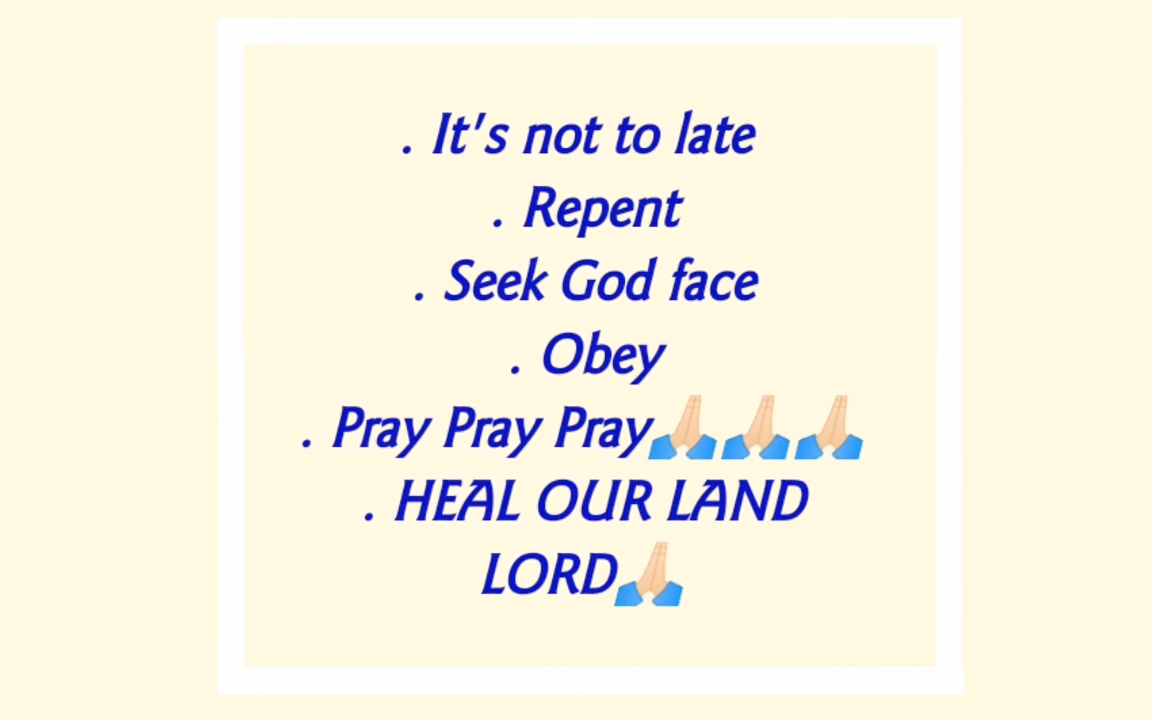 . It's not to late
. Repent
. Seek God face
. Obey
. Pray Pray Pray🙏🏻🙏🏻🙏🏻
. HEAL OUR LAND
LORD🙏🏻